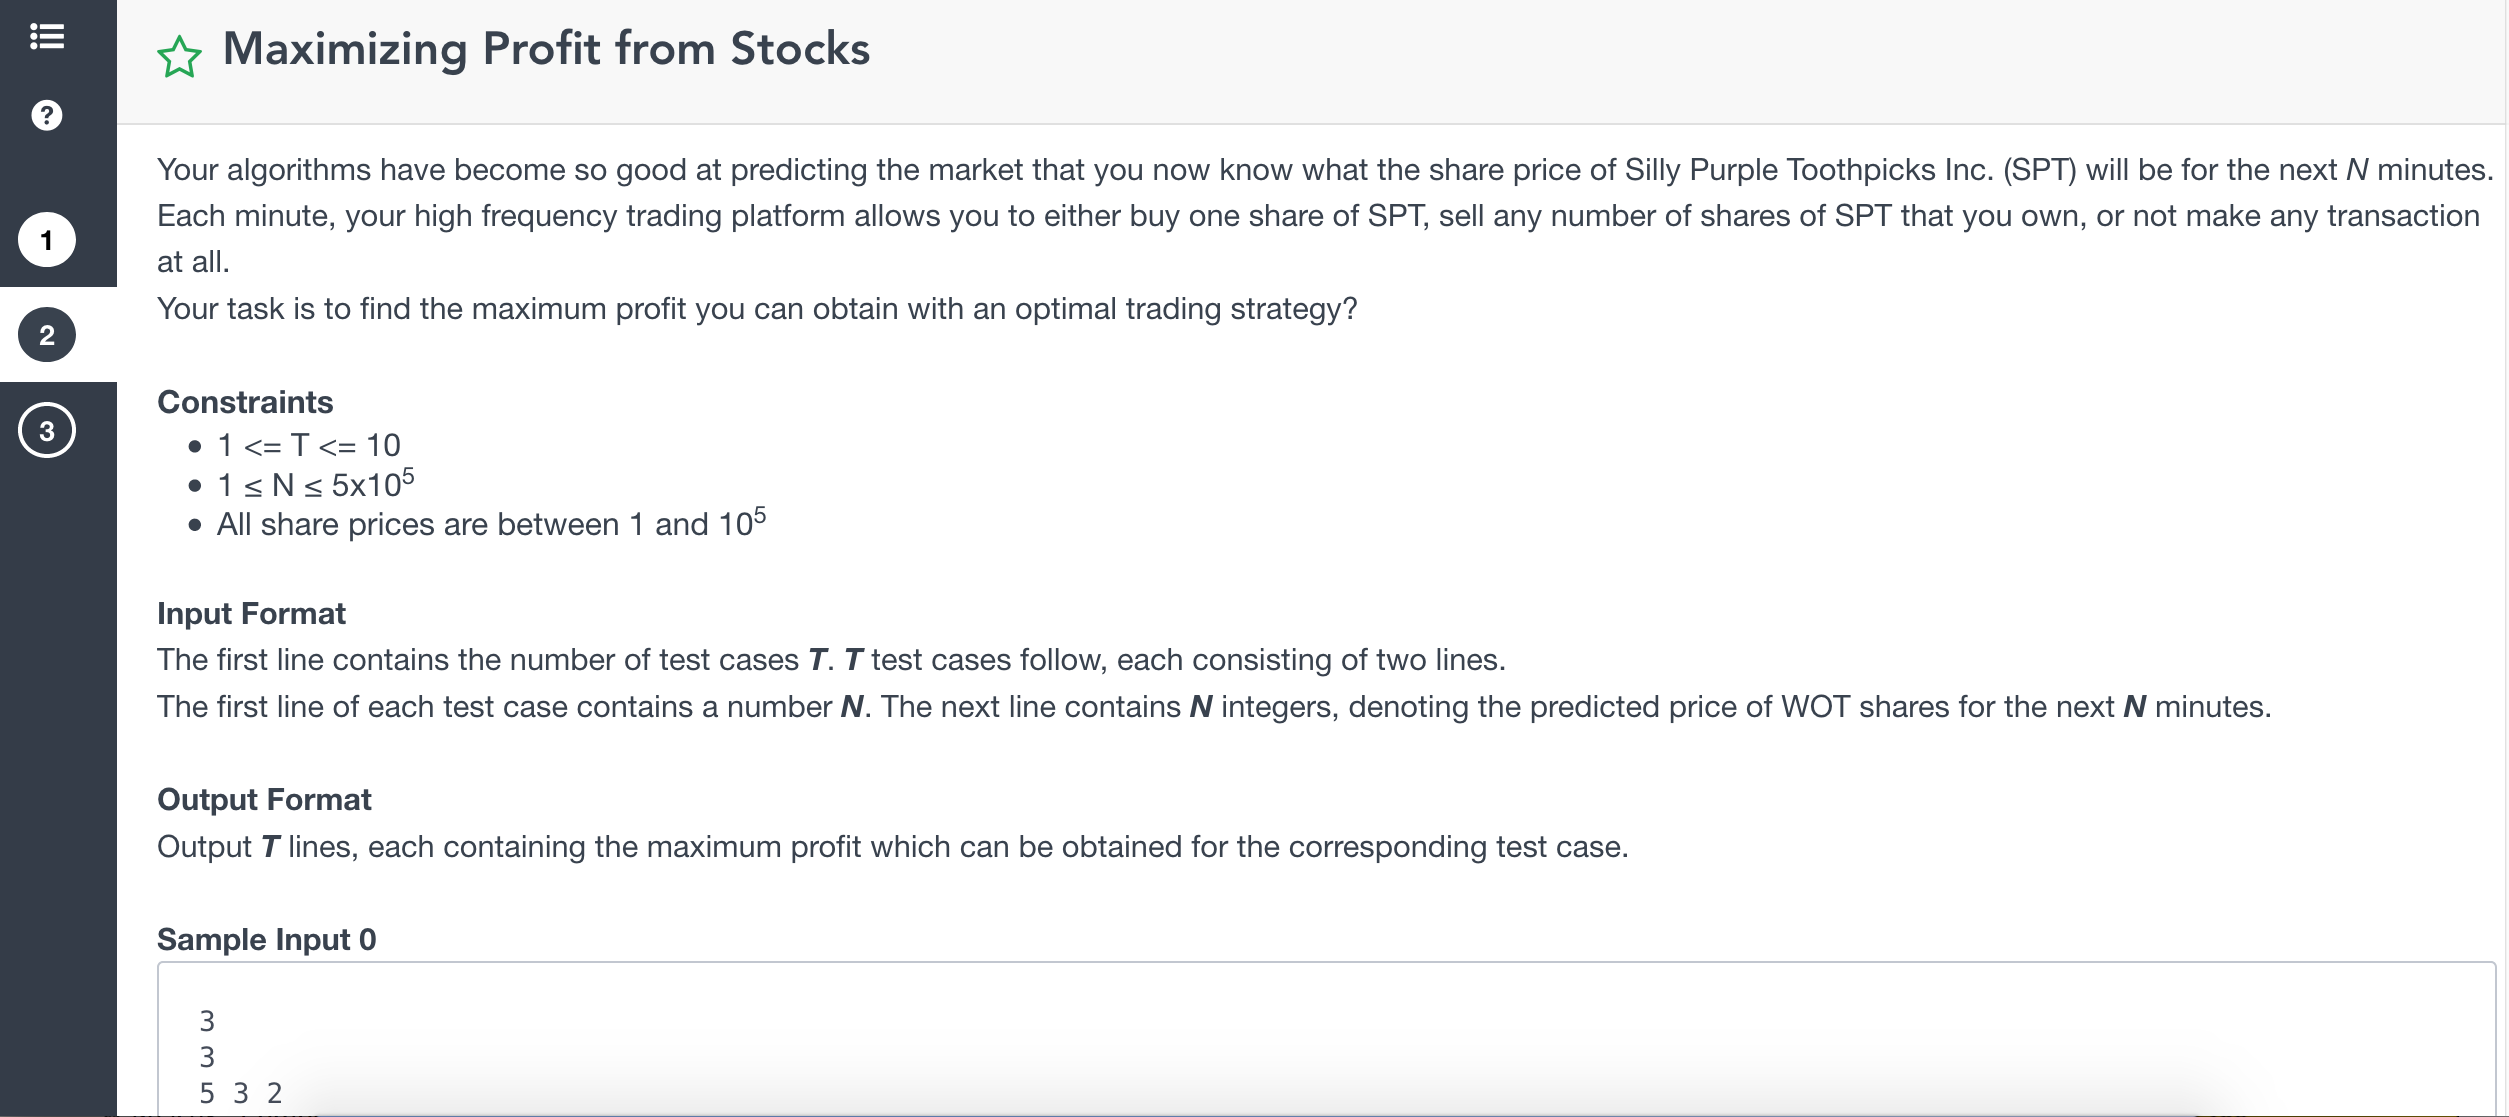 Maximizing Profit from Stocks
?
Your algorithms have become so good at predicting the market that you now know what the share price of Silly Purple Toothpicks Inc. (SPT) will be for the next N minutes.
Each minute, your high frequency trading platform allows you to either buy one share of SPT, sell any number of shares of SPT that you own, or not make any transaction
at all.
1
Your task is to find the maximum profit you can obtain with an optimal trading strategy?
2
Constraints
• 1 <= T <= 10
3
• 1 ≤ N ≤ 5x10⁵
• All share prices are between 1 and 10⁵
Input Format
The first line contains the number of test cases T. T test cases follow, each consisting of two lines.
The first line of each test case contains a number N. The next line contains N integers, denoting the predicted price of WOT shares for the next N minutes.
Output Format
Output T lines, each containing the maximum profit which can be obtained for the corresponding test case.
Sample Input 0
3
3
5 3 2